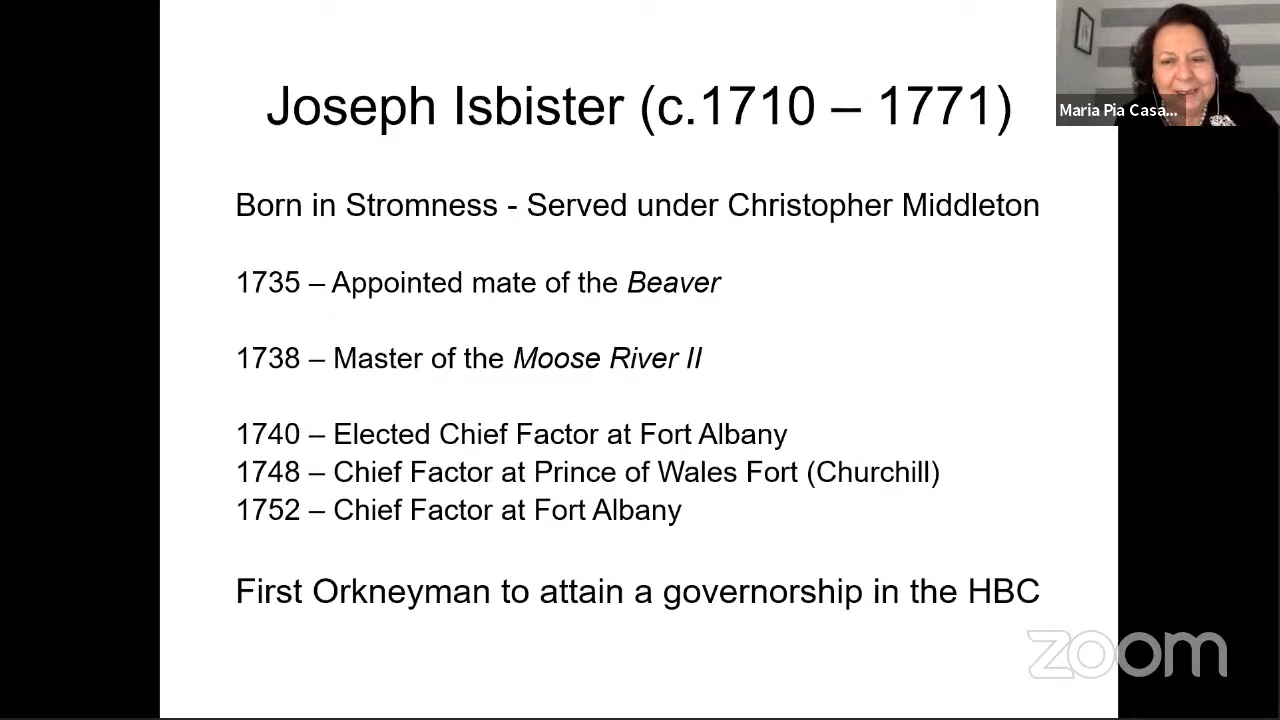 Joseph Isbister (c.1710 – 1771)
Maria Pia Casa...
Born in Stromness - Served under Christopher Middleton
1735 – Appointed mate of the Beaver
1738 – Master of the Moose River II
1740 – Elected Chief Factor at Fort Albany
1748 – Chief Factor at Prince of Wales Fort (Churchill)
1752 – Chief Factor at Fort Albany
First Orkneyman to attain a governorship in the HBC
zoom